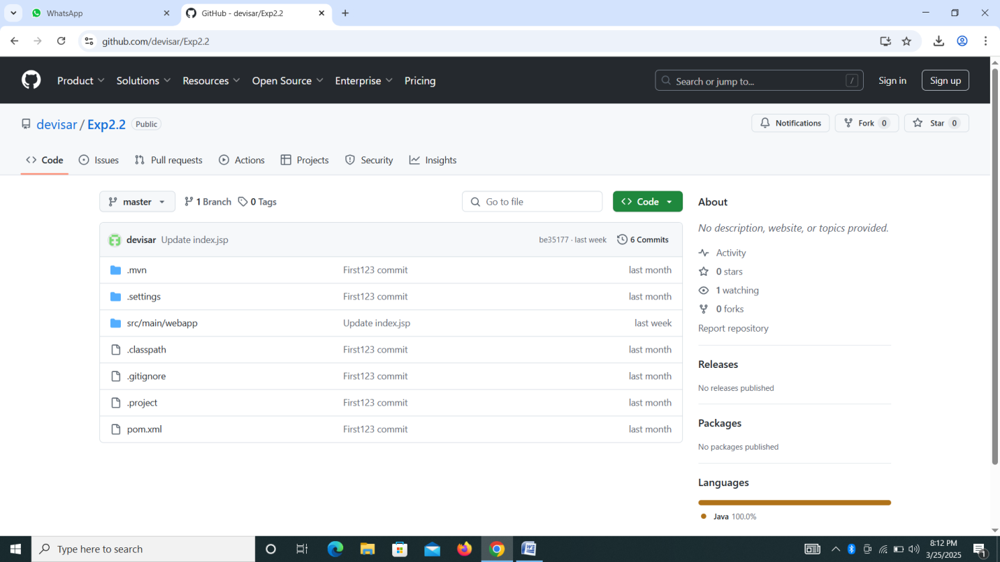 WhatsApp
GitHub - devisar/Exp2.2
github.com/devisar/Exp2.2
Product Solutions Resources Open Source Enterprise Pricing Search or jump to... / Sign in Sign up
devisar / Exp2.2 Public Notifications Fork 0 Star 0
Code Issues Pull requests Actions Projects Security Insights
master 1 Branch 0 Tags Go to file Code
devisar Update index.jsp be35177 · last week 6 Commits
.mvn First123 commit last month
.settings First123 commit last month
src/main/webapp Update index.jsp last week
.classpath First123 commit last month
.gitignore First123 commit last month
.project First123 commit last month
pom.xml First123 commit last month
About
No description, website, or topics provided.
Activity
0 stars
1 watching
0 forks
Report repository
Releases
No releases published
Packages
No packages published
Languages
Java 100.0%
Type here to search
8:12 PM
3/25/2025
1